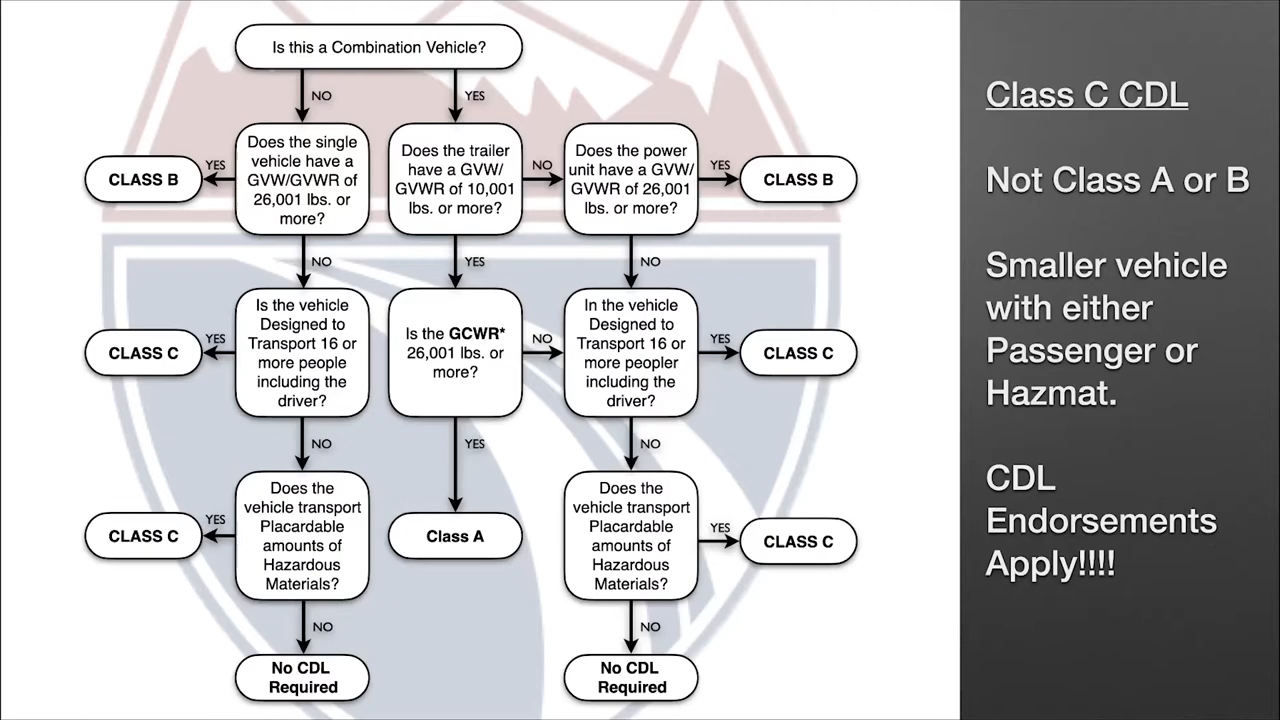 Is this a Combination Vehicle?
NO
YES
Does the single
vehicle have a
GVW/GVWR of
26,001 lbs. or
more?
YES
CLASS B
Does the trailer
have a GVW/
GVWR of 10,001
lbs. or more?
NO
Does the power
unit have a GVW/
GVWR of 26,001
lbs. or more?
YES
CLASS B
NO
YES
NO
Is the vehicle
Designed to
Transport 16 or
more people
including the
driver?
YES
CLASS C
Is the GCWR*
26,001 lbs. or
more?
NO
In the vehicle
Designed to
Transport 16 or
more peopler
including the
driver?
YES
CLASS C
NO
YES
NO
Does the
vehicle transport
Placardable
amounts of
Hazardous
Materials?
YES
CLASS C
Class A
Does the
vehicle transport
Placardable
amounts of
Hazardous
Materials?
YES
CLASS C
NO
NO
No CDL
Required
No CDL
Required
Class C CDL
Not Class A or B
Smaller vehicle
with either
Passenger or
Hazmat.
CDL
Endorsements
Apply!!!!